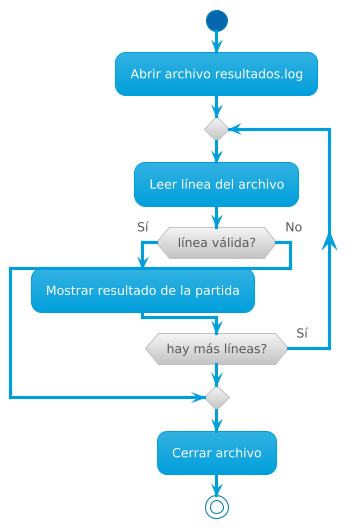 Abrir archivo resultados.log
Leer línea del archivo
Sí
línea válida?
No
Mostrar resultado de la partida
hay más líneas?
Sí
Cerrar archivo